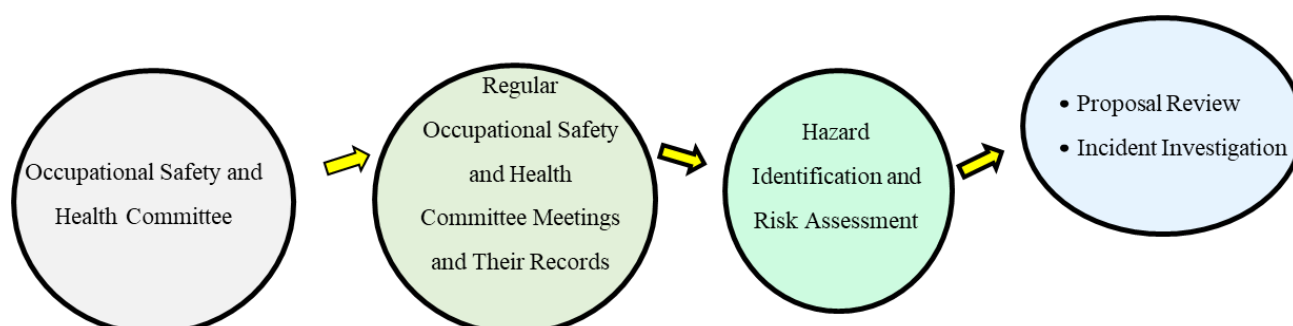 Occupational Safety and
Health Committee
Regular
Occupational Safety
and Health
Committee Meetings
and Their Records
Hazard
Identification and
Risk Assessment
• Proposal Review
• Incident Investigation